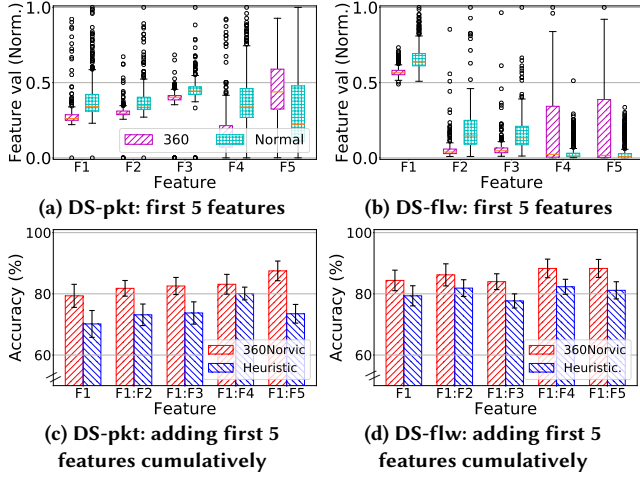 1.0
0.5
0.0
Feature val (Norm.)
360
Normal
F1 F2 F3 F4 F5
Feature
(a) DS-pkt: first 5 features
1.0
0.5
0.0
Feature val (Norm.)
F1 F2 F3 F4 F5
Feature
(b) DS-flw: first 5 features
100
80
60
Accuracy (%)
360Norvic
Heuristic
F1 F1:F2 F1:F3 F1:F4 F1:F5
Feature
(c) DS-pkt: adding first 5
features cumulatively
100
80
60
Accuracy (%)
360Norvic
Heuristic.
F1 F1:F2 F1:F3 F1:F4 F1:F5
Feature
(d) DS-flw: adding first 5
features cumulatively